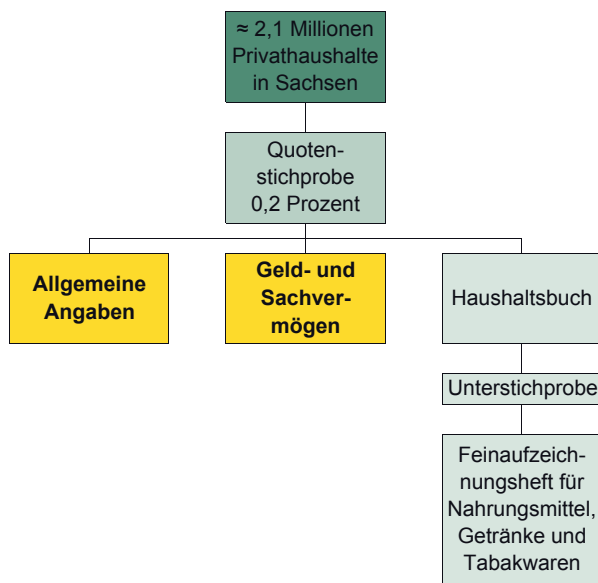 ≈ 2,1 Millionen
Privathaushalte
in Sachsen
Quoten-
stichprobe
0,2 Prozent
Allgemeine
Angaben
Geld- und
Sachver-
mögen
Haushaltsbuch
Unterstichprobe
Feinaufzeich-
nungsheft für
Nahrungsmittel,
Getränke und
Tabakwaren